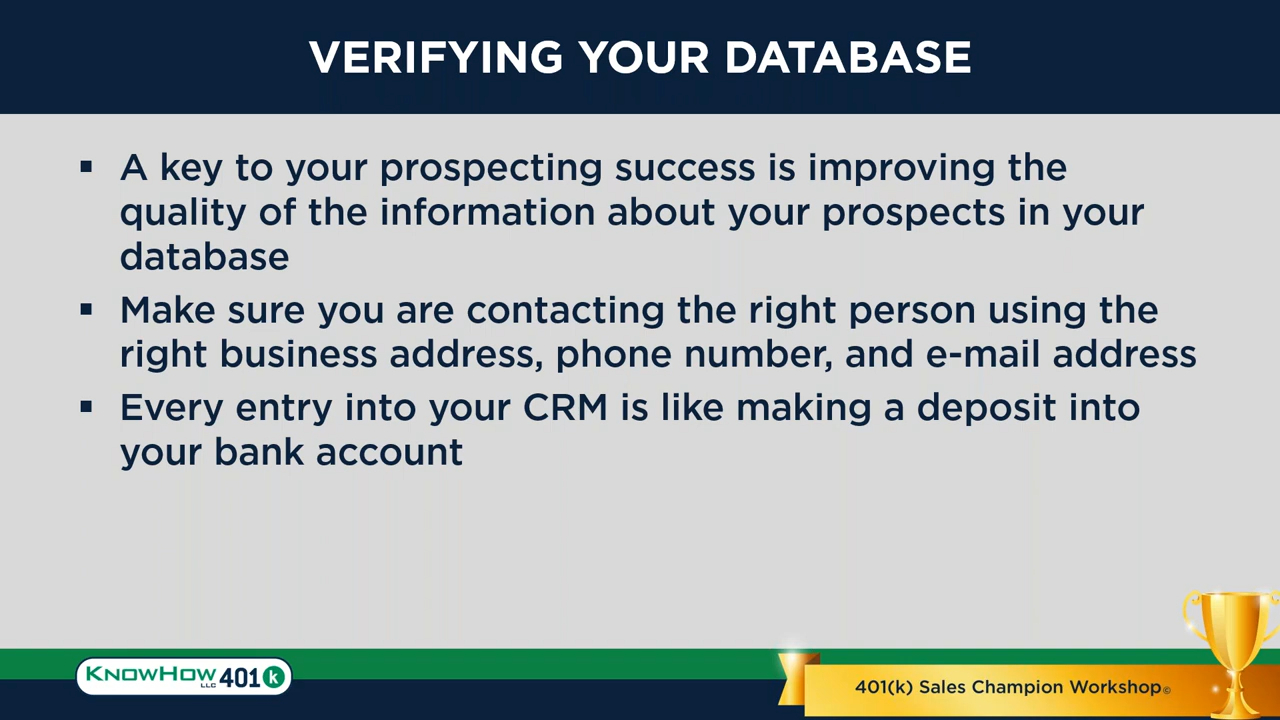 VERIFYING YOUR DATABASE
▪ A key to your prospecting success is improving the
quality of the information about your prospects in your
database
▪ Make sure you are contacting the right person using the
right business address, phone number, and e-mail address
▪ Every entry into your CRM is like making a deposit into
your bank account
KNOWHOW LLC 401 k
401(k) Sales Champion Workshop©